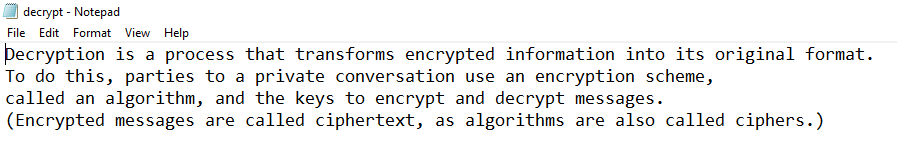 decrypt - Notepad
File Edit Format View Help
Decryption is a process that transforms encrypted information into its original format.
To do this, parties to a private conversation use an encryption scheme,
called an algorithm, and the keys to encrypt and decrypt messages.
(Encrypted messages are called ciphertext, as algorithms are also called ciphers.)